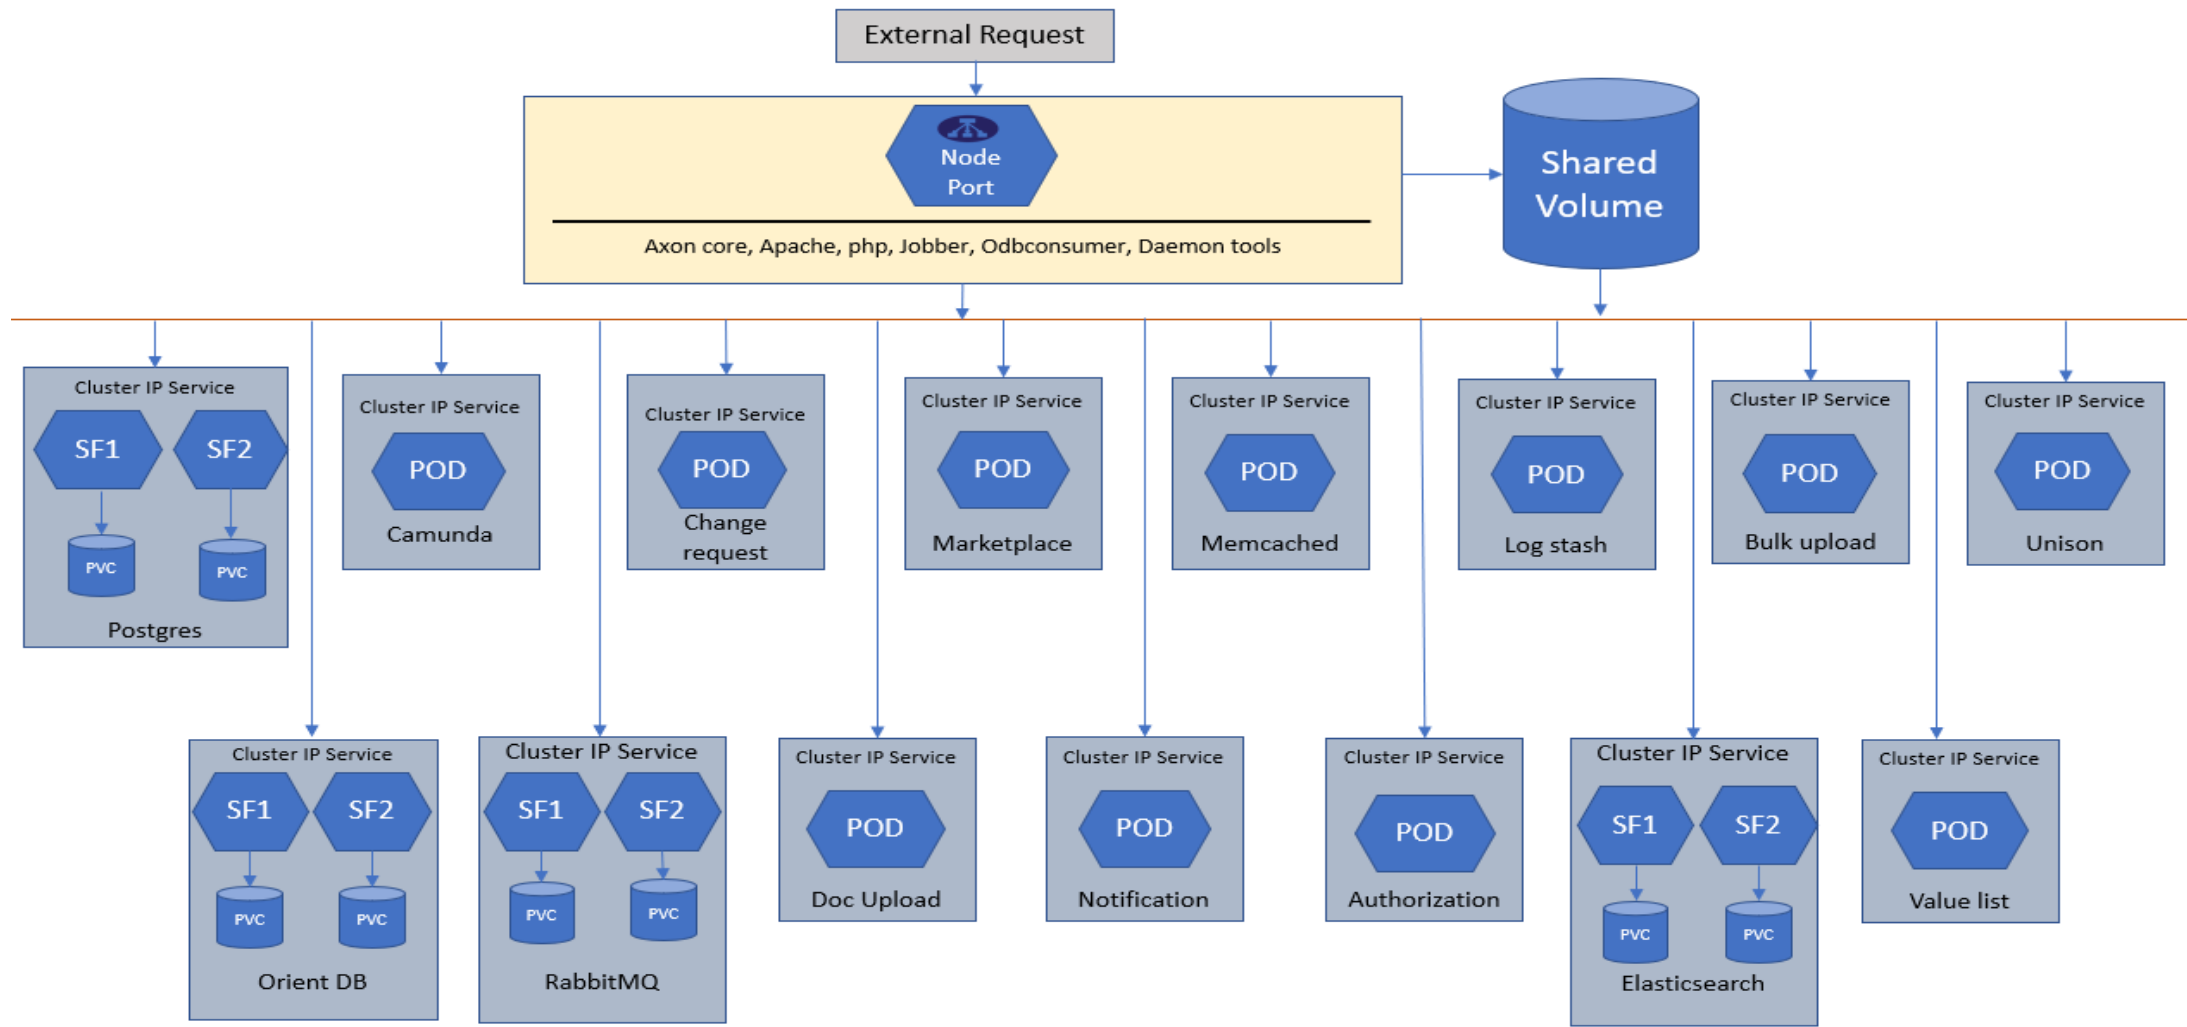 External Request
Node
Port
Axon core, Apache, php, Jobber, Odbconsumer, Daemon tools
Shared
Volume
Cluster IP Service
SF1
SF2
PVC
PVC
Postgres
Cluster IP Service
POD
Camunda
Cluster IP Service
POD
Change
request
Cluster IP Service
POD
Marketplace
Cluster IP Service
POD
Memcached
Cluster IP Service
POD
Log stash
Cluster IP Service
POD
Bulk upload
Cluster IP Service
POD
Unison
Cluster IP Service
SF1
SF2
PVC
PVC
Orient DB
Cluster IP Service
SF1
SF2
PVC
PVC
RabbitMQ
Cluster IP Service
POD
Doc Upload
Cluster IP Service
POD
Notification
Cluster IP Service
POD
Authorization
Cluster IP Service
SF1
SF2
PVC
PVC
Elasticsearch
Cluster IP Service
POD
Value list